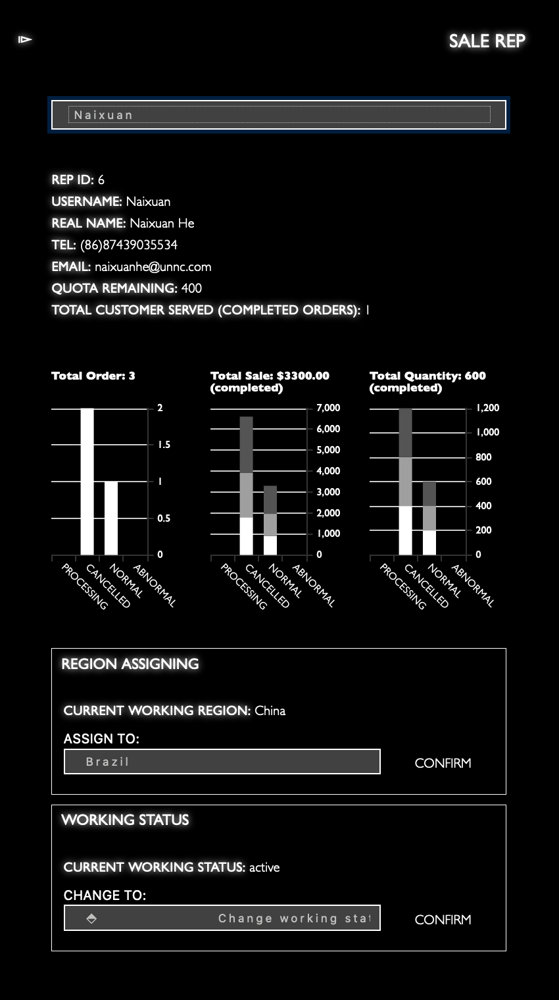 SALE REP
Naixuan
REP ID: 6
USERNAME: Naixuan
REAL NAME: Naixuan He
TEL: (86)87439035534
EMAIL: naixuanhe@unnc.com
QUOTA REMAINING: 400
TOTAL CUSTOMER SERVED (COMPLETED ORDERS): 1
Total Order: 3
2
1.5
1
0.5
0
PROCESSING
CANCELLED
NORMAL
ABNORMAL
Total Sale: $3300.00
(completed)
7,000
6,000
5,000
4,000
3,000
2,000
1,000
0
PROCESSING
CANCELLED
NORMAL
ABNORMAL
Total Quantity: 600
(completed)
1,200
1,000
800
600
400
200
0
PROCESSING
CANCELLED
NORMAL
ABNORMAL
REGION ASSIGNING
CURRENT WORKING REGION: China
ASSIGN TO:
Brazil
CONFIRM
WORKING STATUS
CURRENT WORKING STATUS: active
CHANGE TO:
Change working stat
CONFIRM